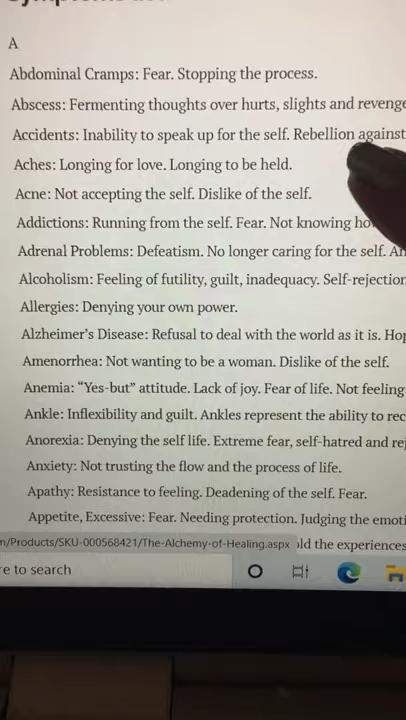 A
Abdominal Cramps: Fear. Stopping the process.
Abscess: Fermenting thoughts over hurts, slights and revenge
Accidents: Inability to speak up for the self. Rebellion against
Aches: Longing for love. Longing to be held.
Acne: Not accepting the self. Dislike of the self.
Addictions: Running from the self. Fear. Not knowing
Adrenal Problems: Defeatism. No longer caring for the self.
Alcoholism: Feeling of futility, guilt, inadequacy. Self-rejection
Allergies: Denying your own power.
Alzheimer's Disease: Refusal to deal with the world as it is.
Amenorrhea: Not wanting to be a woman. Dislike of the self.
Anemia: “Yes-but” attitude. Lack of joy. Fear of life. Not feeling
Ankle: Inflexibility and guilt. Ankles represent the ability to
Anorexia: Denying the self life. Extreme fear, self-hatred and
Anxiety: Not trusting the flow and the process of life.
Apathy: Resistance to feeling. Deadening of the self. Fear.
Appetite, Excessive: Fear. Needing protection. Judging the
n/Products/SKU-000568421/The-Alchemy-of-Healing.aspx the experiences
to search